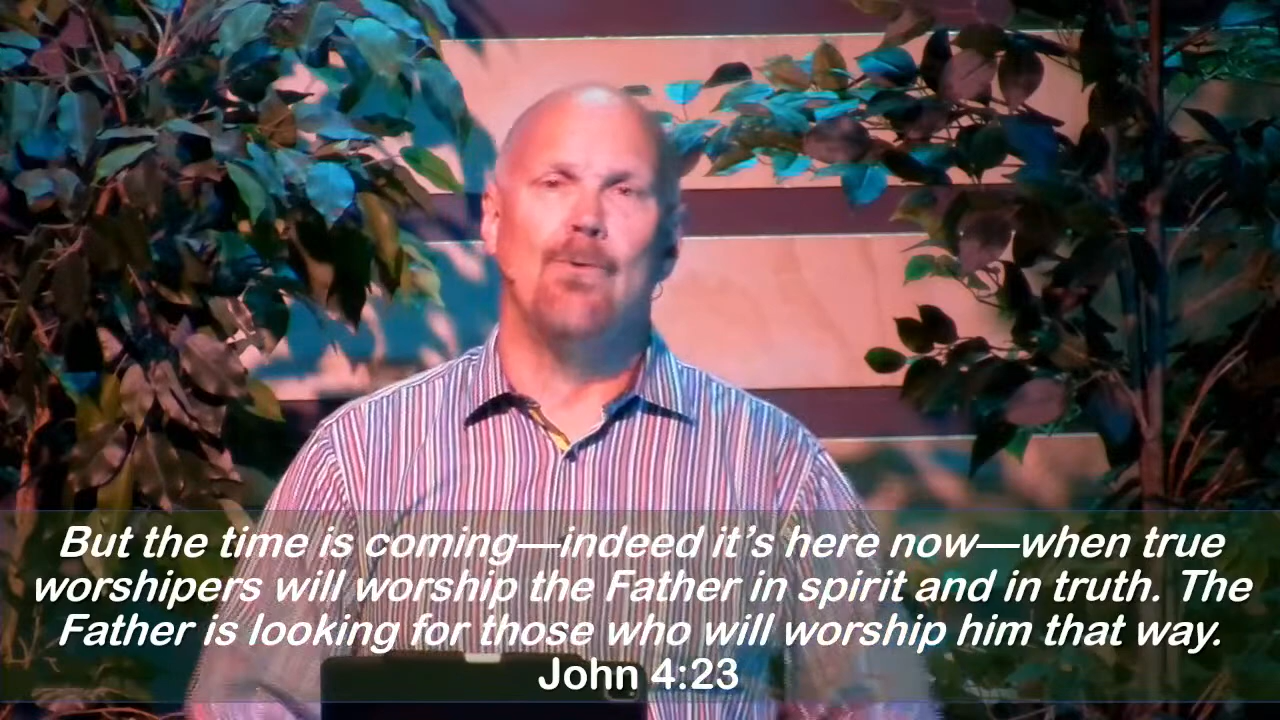 But the time is coming—indeed it’s here now—when true
worshipers will worship the Father in spirit and in truth. The
Father is looking for those who will worship him that way.
John 4:23